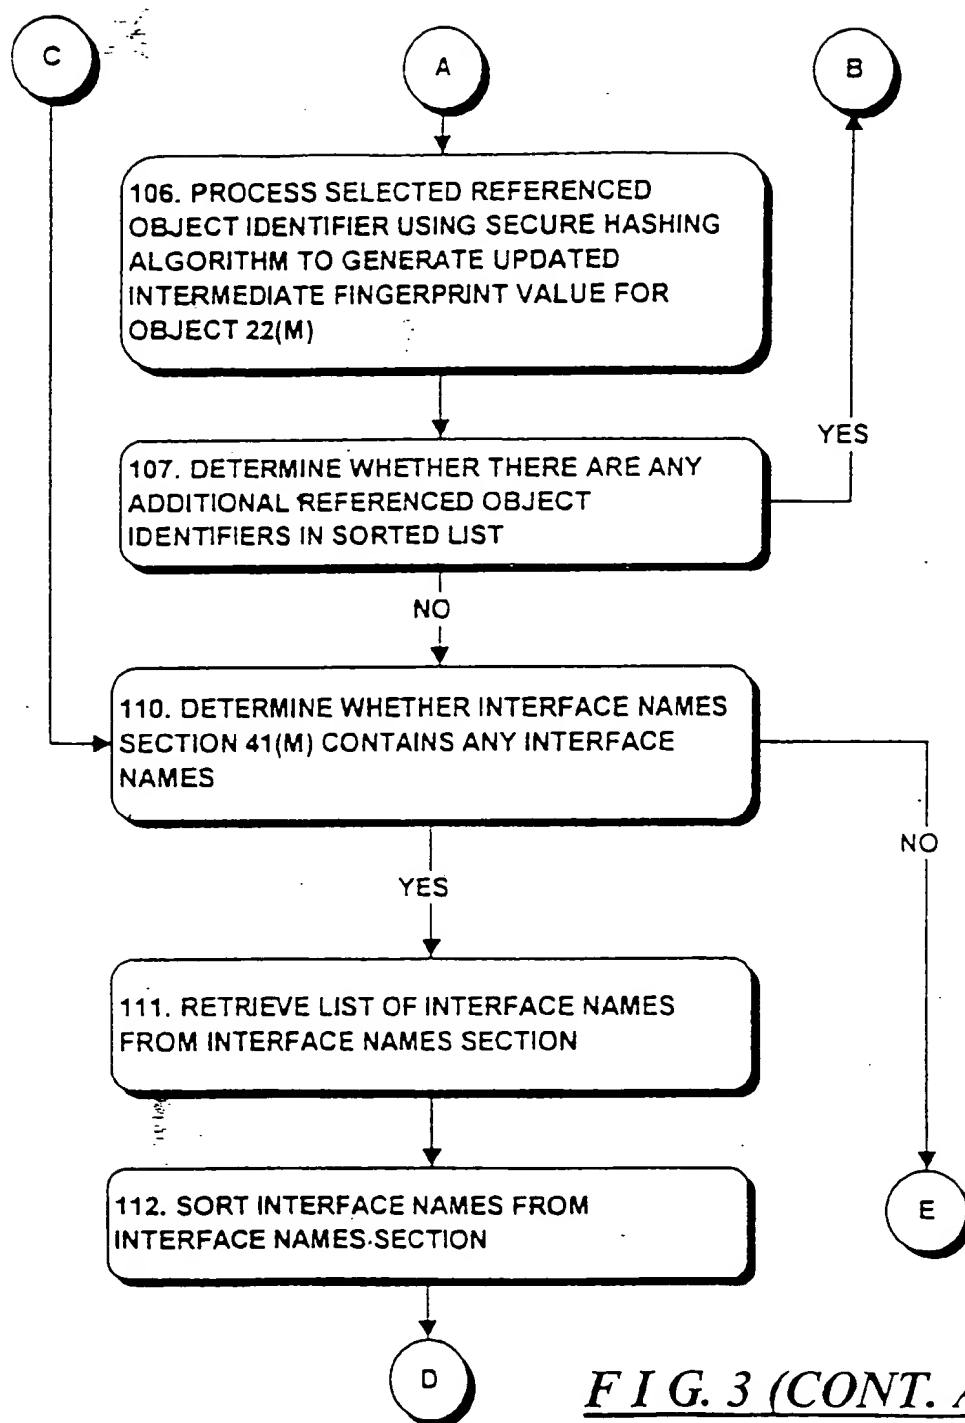 C
A
B
106. PROCESS SELECTED REFERENCED
OBJECT IDENTIFIER USING SECURE HASHING
ALGORITHM TO GENERATE UPDATED
INTERMEDIATE FINGERPRINT VALUE FOR
OBJECT 22(M)
YES
107. DETERMINE WHETHER THERE ARE ANY
ADDITIONAL REFERENCED OBJECT
IDENTIFIERS IN SORTED LIST
NO
110. DETERMINE WHETHER INTERFACE NAMES
SECTION 41(M) CONTAINS ANY INTERFACE
NAMES
NO
YES
111. RETRIEVE LIST OF INTERFACE NAMES
FROM INTERFACE NAMES SECTION
112. SORT INTERFACE NAMES FROM
INTERFACE NAMES SECTION
E
D
F I G. 3 (CONT. A